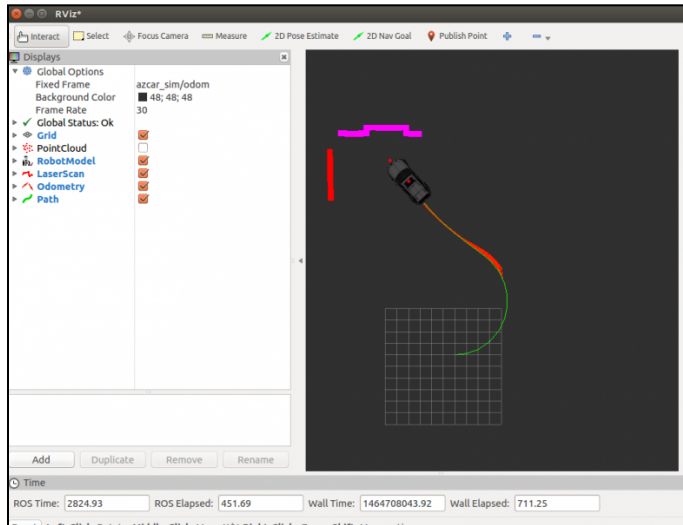 RViz*
Interact Select Focus Camera Measure 2D Pose Estimate 2D Nav Goal Publish Point
Displays
Global Options
Fixed Frame azcar_sim/odom
Background Color 48; 48; 48
Frame Rate 30
Global Status: Ok
Grid
PointCloud
RobotModel
LaserScan
Odometry
Path
Add Duplicate Remove Rename
Time
ROS Time: 2824.93 ROS Elapsed: 451.69 Wall Time: 1464708043.92 Wall Elapsed: 711.25